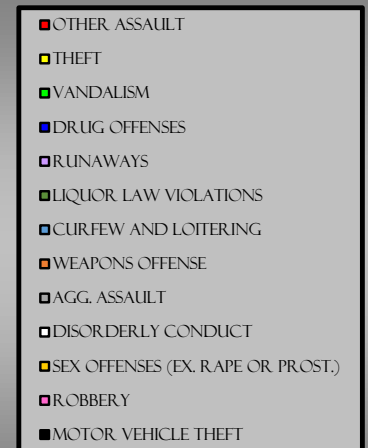 OTHER ASSAULT
THEFT
VANDALISM
DRUG OFFENSES
RUNAWAYS
LIQUOR LAW VIOLATIONS
CURFEW AND LOITERING
WEAPONS OFFENSE
AGG. ASSAULT
DISORDERLY CONDUCT
SEX OFFENSES (EX. RAPE OR PROST.)
ROBBERY
MOTOR VEHICLE THEFT